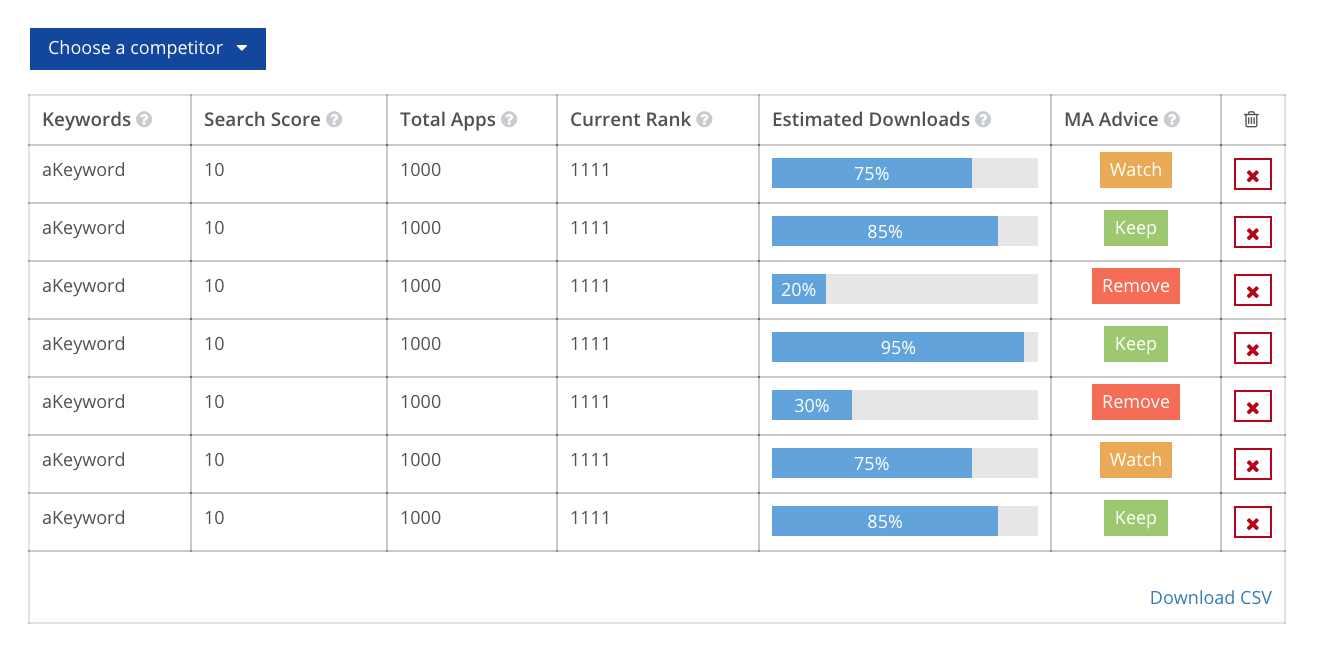 Choose a competitor
Keywords Search Score Total Apps Current Rank Estimated Downloads MA Advice
aKeyword 10 1000 1111 75% Watch
aKeyword 10 1000 1111 85% Keep
aKeyword 10 1000 1111 20% Remove
aKeyword 10 1000 1111 95% Keep
aKeyword 10 1000 1111 30% Remove
aKeyword 10 1000 1111 75% Watch
aKeyword 10 1000 1111 85% Keep
Download CSV